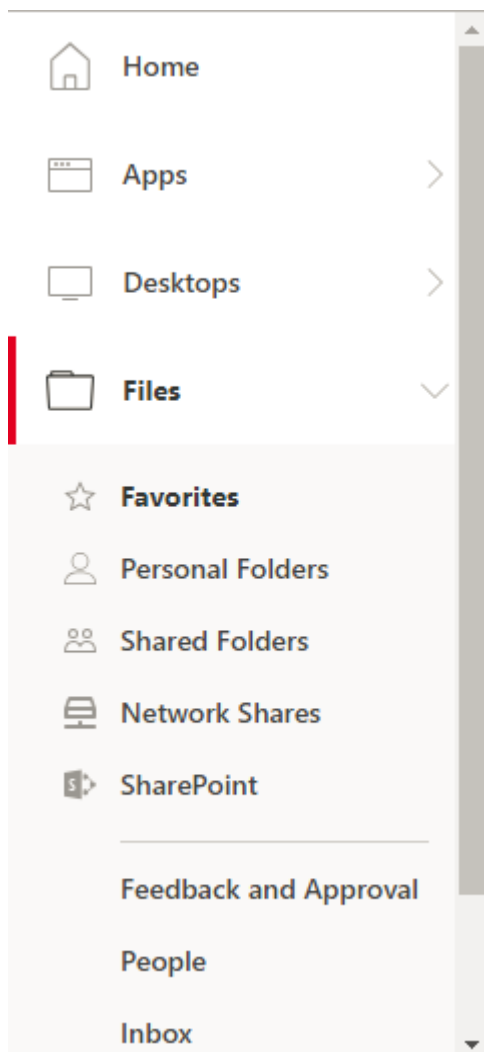 Home
Apps
Desktops
Files
Favorites
Personal Folders
Shared Folders
Network Shares
S
SharePoint
Feedback and Approval
People
Inbox